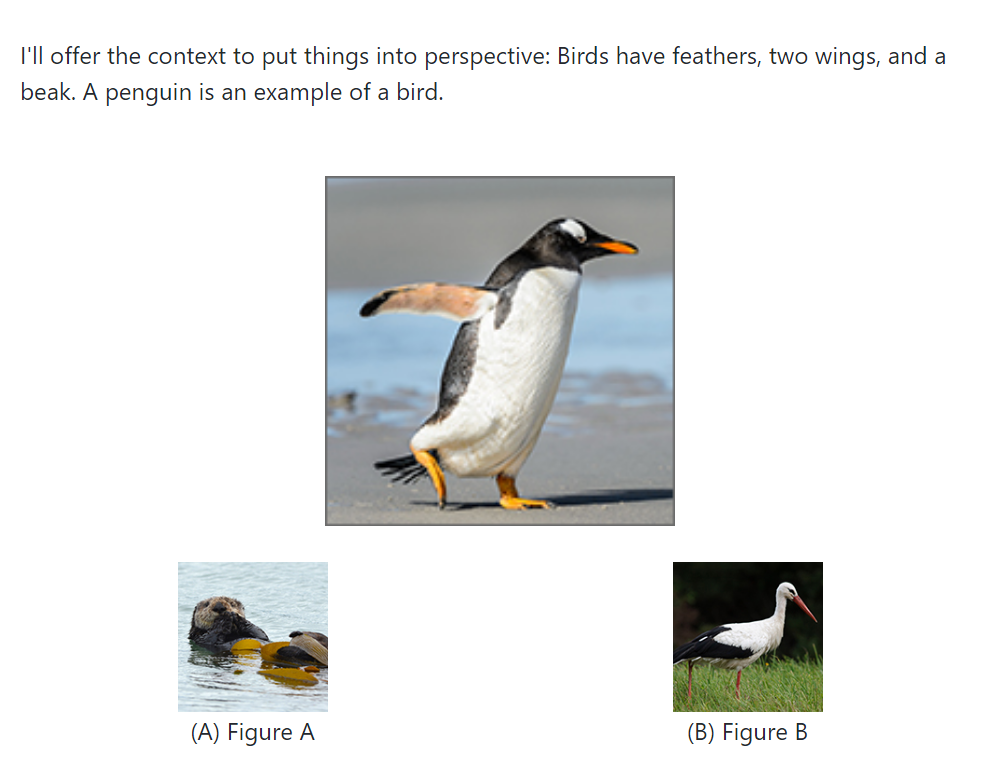 I'll offer the context to put things into perspective: Birds have feathers, two wings, and a
beak. A penguin is an example of a bird.
(A) Figure A
(B) Figure B